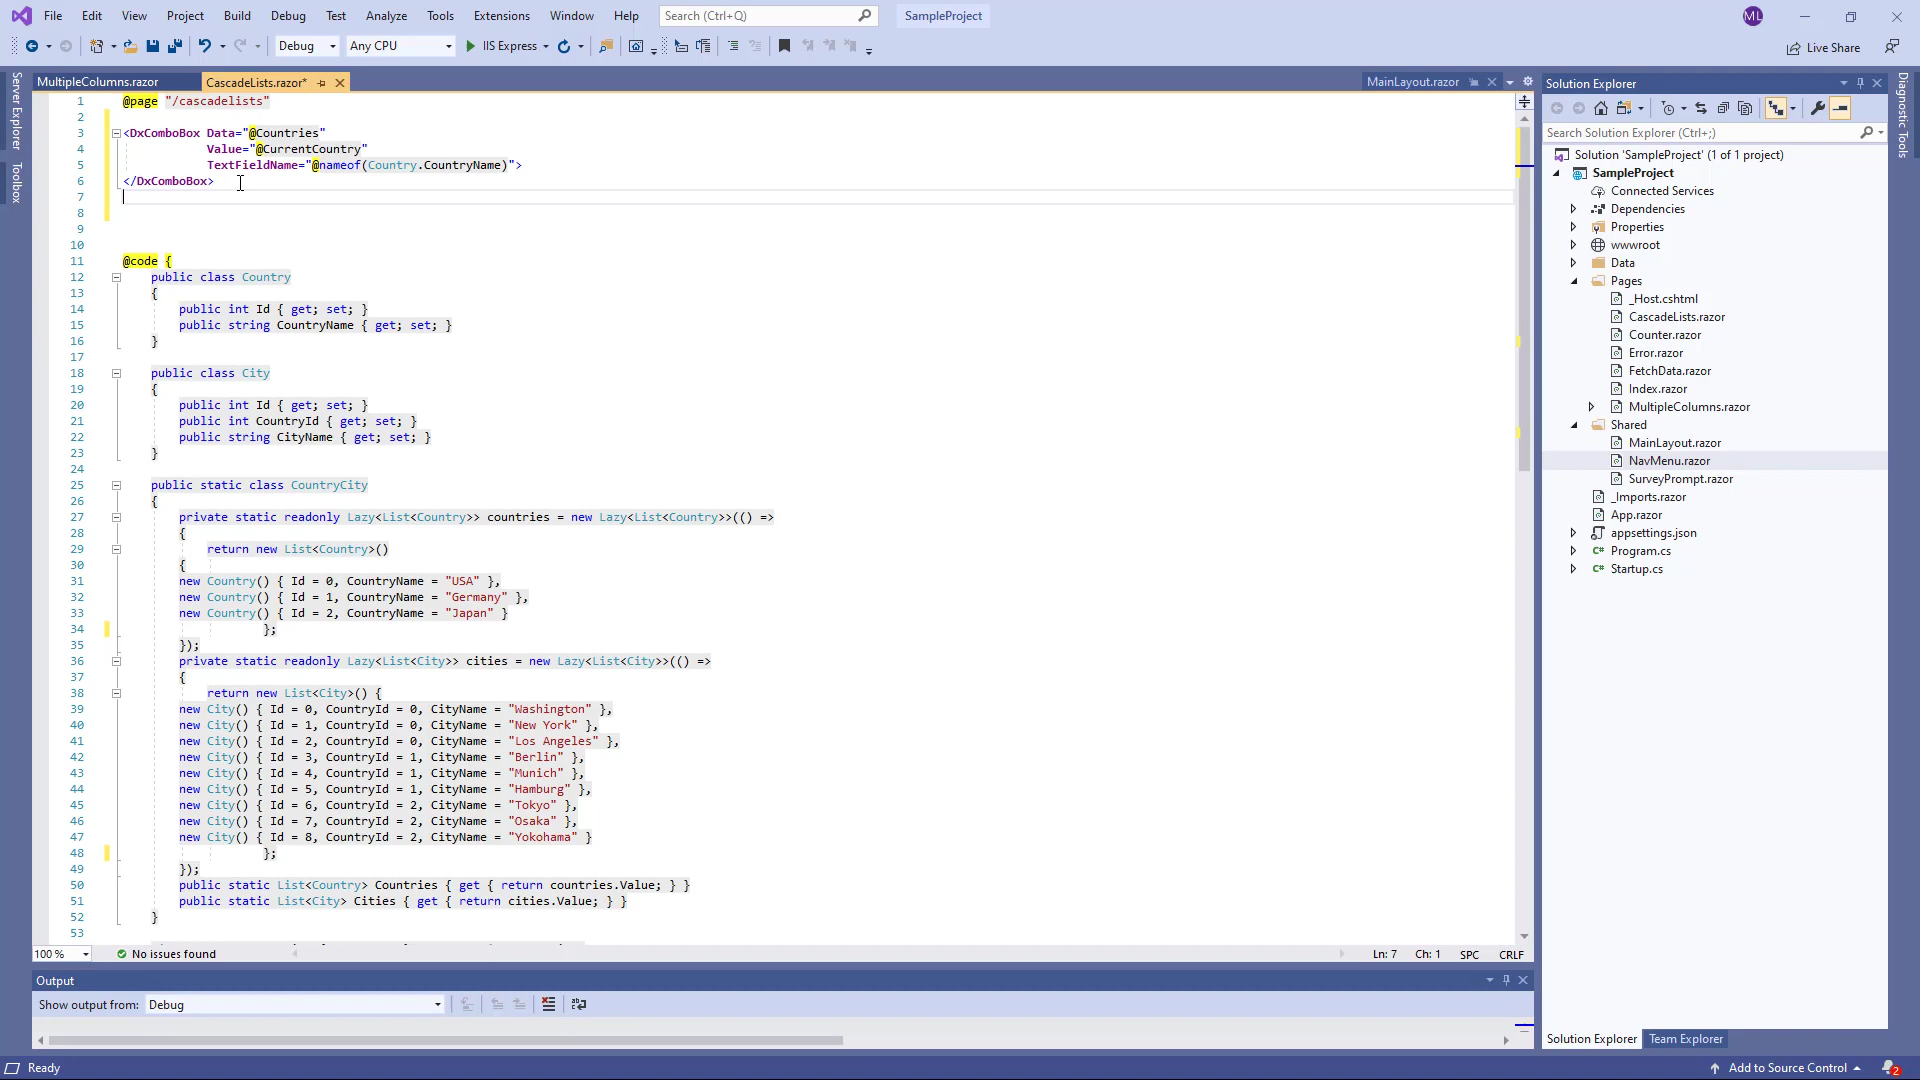 File Edit View Project Build Debug Test Analyze Tools Extensions Window Help Search (Ctrl+Q) SampleProject ML
Debug Any CPU IIS Express Live Share
Server Explorer
Toolbox
MultipleColumns.razor CascadeLists.razor* MainLayout.razor
1 @page "/cascadelists"
2
3 <DxComboBox Data="@Countries"
4 Value="@CurrentCountry"
5 TextFieldName="@nameof(Country.CountryName)">
6 </DxComboBox>
7
8
9
10
11 @code {
12 public class Country
13 {
14 public int Id { get; set; }
15 public string CountryName { get; set; }
16 }
17
18 public class City
19 {
20 public int Id { get; set; }
21 public int CountryId { get; set; }
22 public string CityName { get; set; }
23 }
24
25 public static class CountryCity
26 {
27 private static readonly Lazy<List<Country>> countries = new Lazy<List<Country>>(() =>
28 {
29 return new List<Country>()
30 {
31 new Country() { Id = 0, CountryName = "USA" },
32 new Country() { Id = 1, CountryName = "Germany" },
33 new Country() { Id = 2, CountryName = "Japan" }
34 };
35 });
36 private static readonly Lazy<List<City>> cities = new Lazy<List<City>>(() =>
37 {
38 return new List<City>() {
39 new City() { Id = 0, CountryId = 0, CityName = "Washington" },
40 new City() { Id = 1, CountryId = 0, CityName = "New York" },
41 new City() { Id = 2, CountryId = 0, CityName = "Los Angeles" },
42 new City() { Id = 3, CountryId = 1, CityName = "Berlin" },
43 new City() { Id = 4, CountryId = 1, CityName = "Munich" },
44 new City() { Id = 5, CountryId = 1, CityName = "Hamburg" },
45 new City() { Id = 6, CountryId = 2, CityName = "Tokyo" },
46 new City() { Id = 7, CountryId = 2, CityName = "Osaka" },
47 new City() { Id = 8, CountryId = 2, CityName = "Yokohama" }
48 };
49 });
50 public static List<Country> Countries { get { return countries.Value; } }
51 public static List<City> Cities { get { return cities.Value; } }
52 }
53
100 % No issues found Ln: 7 Ch: 1 SPC CRLF
Output
Show output from: Debug
Solution Explorer
Search Solution Explorer (Ctrl+;)
Solution 'SampleProject' (1 of 1 project)
SampleProject
Connected Services
Dependencies
Properties
wwwroot
Data
Pages
_Host.cshtml
CascadeLists.razor
Counter.razor
Error.razor
FetchData.razor
Index.razor
MultipleColumns.razor
Shared
MainLayout.razor
NavMenu.razor
SurveyPrompt.razor
_Imports.razor
App.razor
appsettings.json
C# Program.cs
C# Startup.cs
Solution Explorer Team Explorer
Diagnostic Tools
Ready Add to Source Control 2